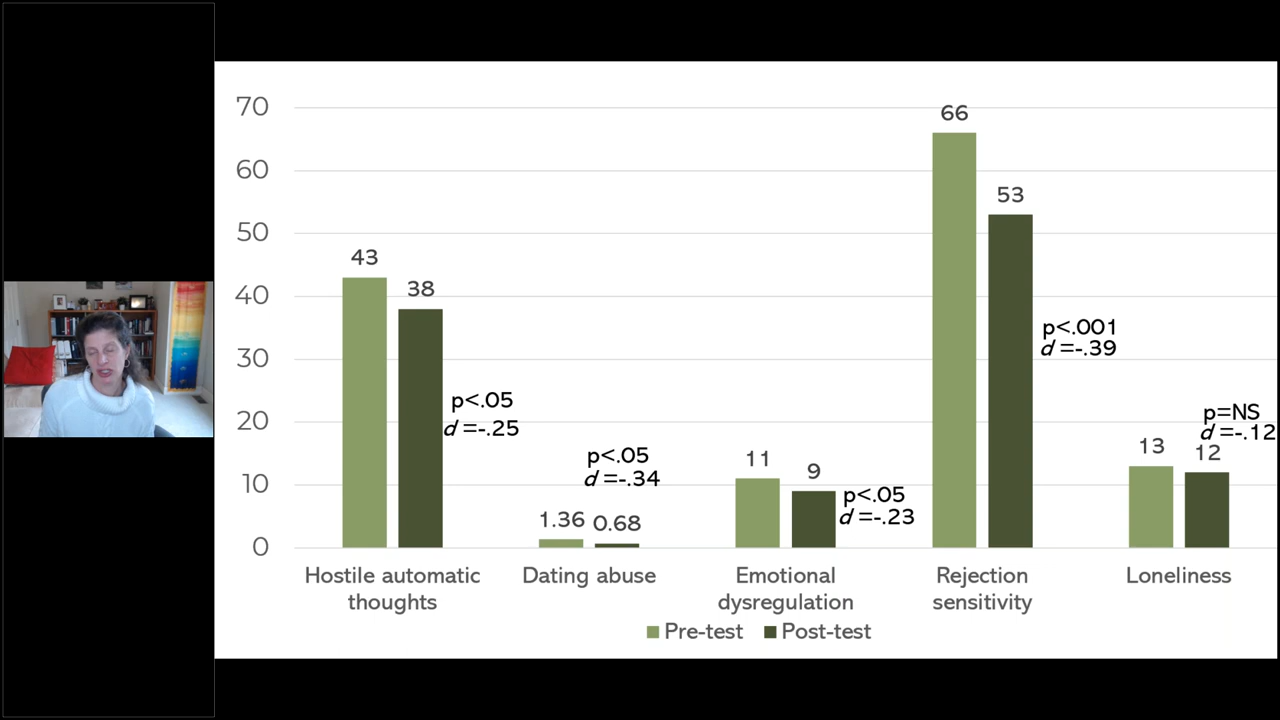 70
60
50
40
30
20
10
0
43
38
p<.05
d =-.25
1.36
0.68
p<.05
d =-.34
11
9
p<.05
d =-.23
66
53
p<.001
d =-.39
13
12
p=NS
d =-.12
Hostile automatic
thoughts
Dating abuse
Emotional
dysregulation
Rejection
sensitivity
Loneliness
Pre-test
Post-test